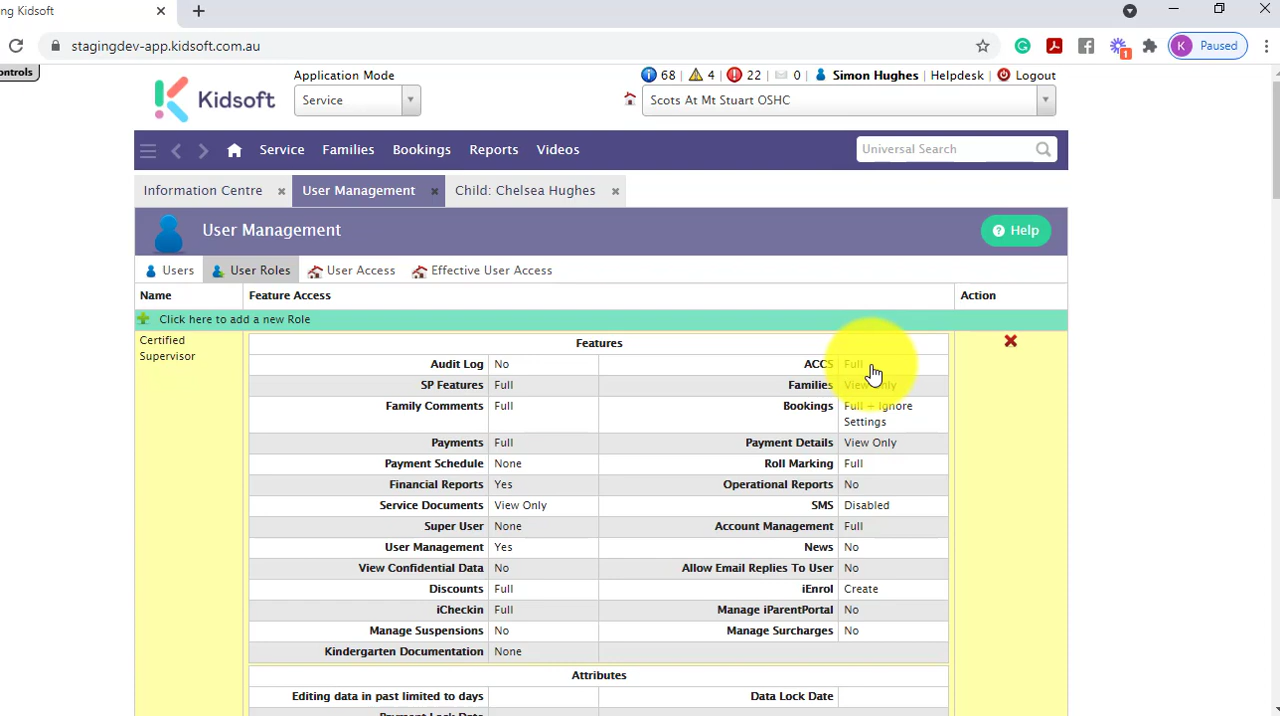 ng Kidsoft
stagingdev-app.kidsoft.com.au
1
K Paused
ontrols
Kidsoft
Application Mode
Service
68 | 4 | 22 0 Simon Hughes | Helpdesk | Logout
Scots At Mt Stuart OSHC
Service Families Bookings Reports Videos
Universal Search
Information Centre
User Management
Child: Chelsea Hughes
User Management
Help
Users User Roles User Access Effective User Access
Name Feature Access Action
Click here to add a new Role
Certified
Supervisor
Features
Audit Log No ACCS Full
SP Features Full Families View Only
Family Comments Full Bookings Full + Ignore
Settings
Payments Full Payment Details View Only
Payment Schedule None Roll Marking Full
Financial Reports Yes Operational Reports No
Service Documents View Only SMS Disabled
Super User None Account Management Full
User Management Yes News No
View Confidential Data No Allow Email Replies To User No
Discounts Full iEnrol Create
iCheckin Full Manage iParentPortal No
Manage Suspensions No Manage Surcharges No
Kindergarten Documentation None
Attributes
Editing data in past limited to days Data Lock Date
Payment Lock Date